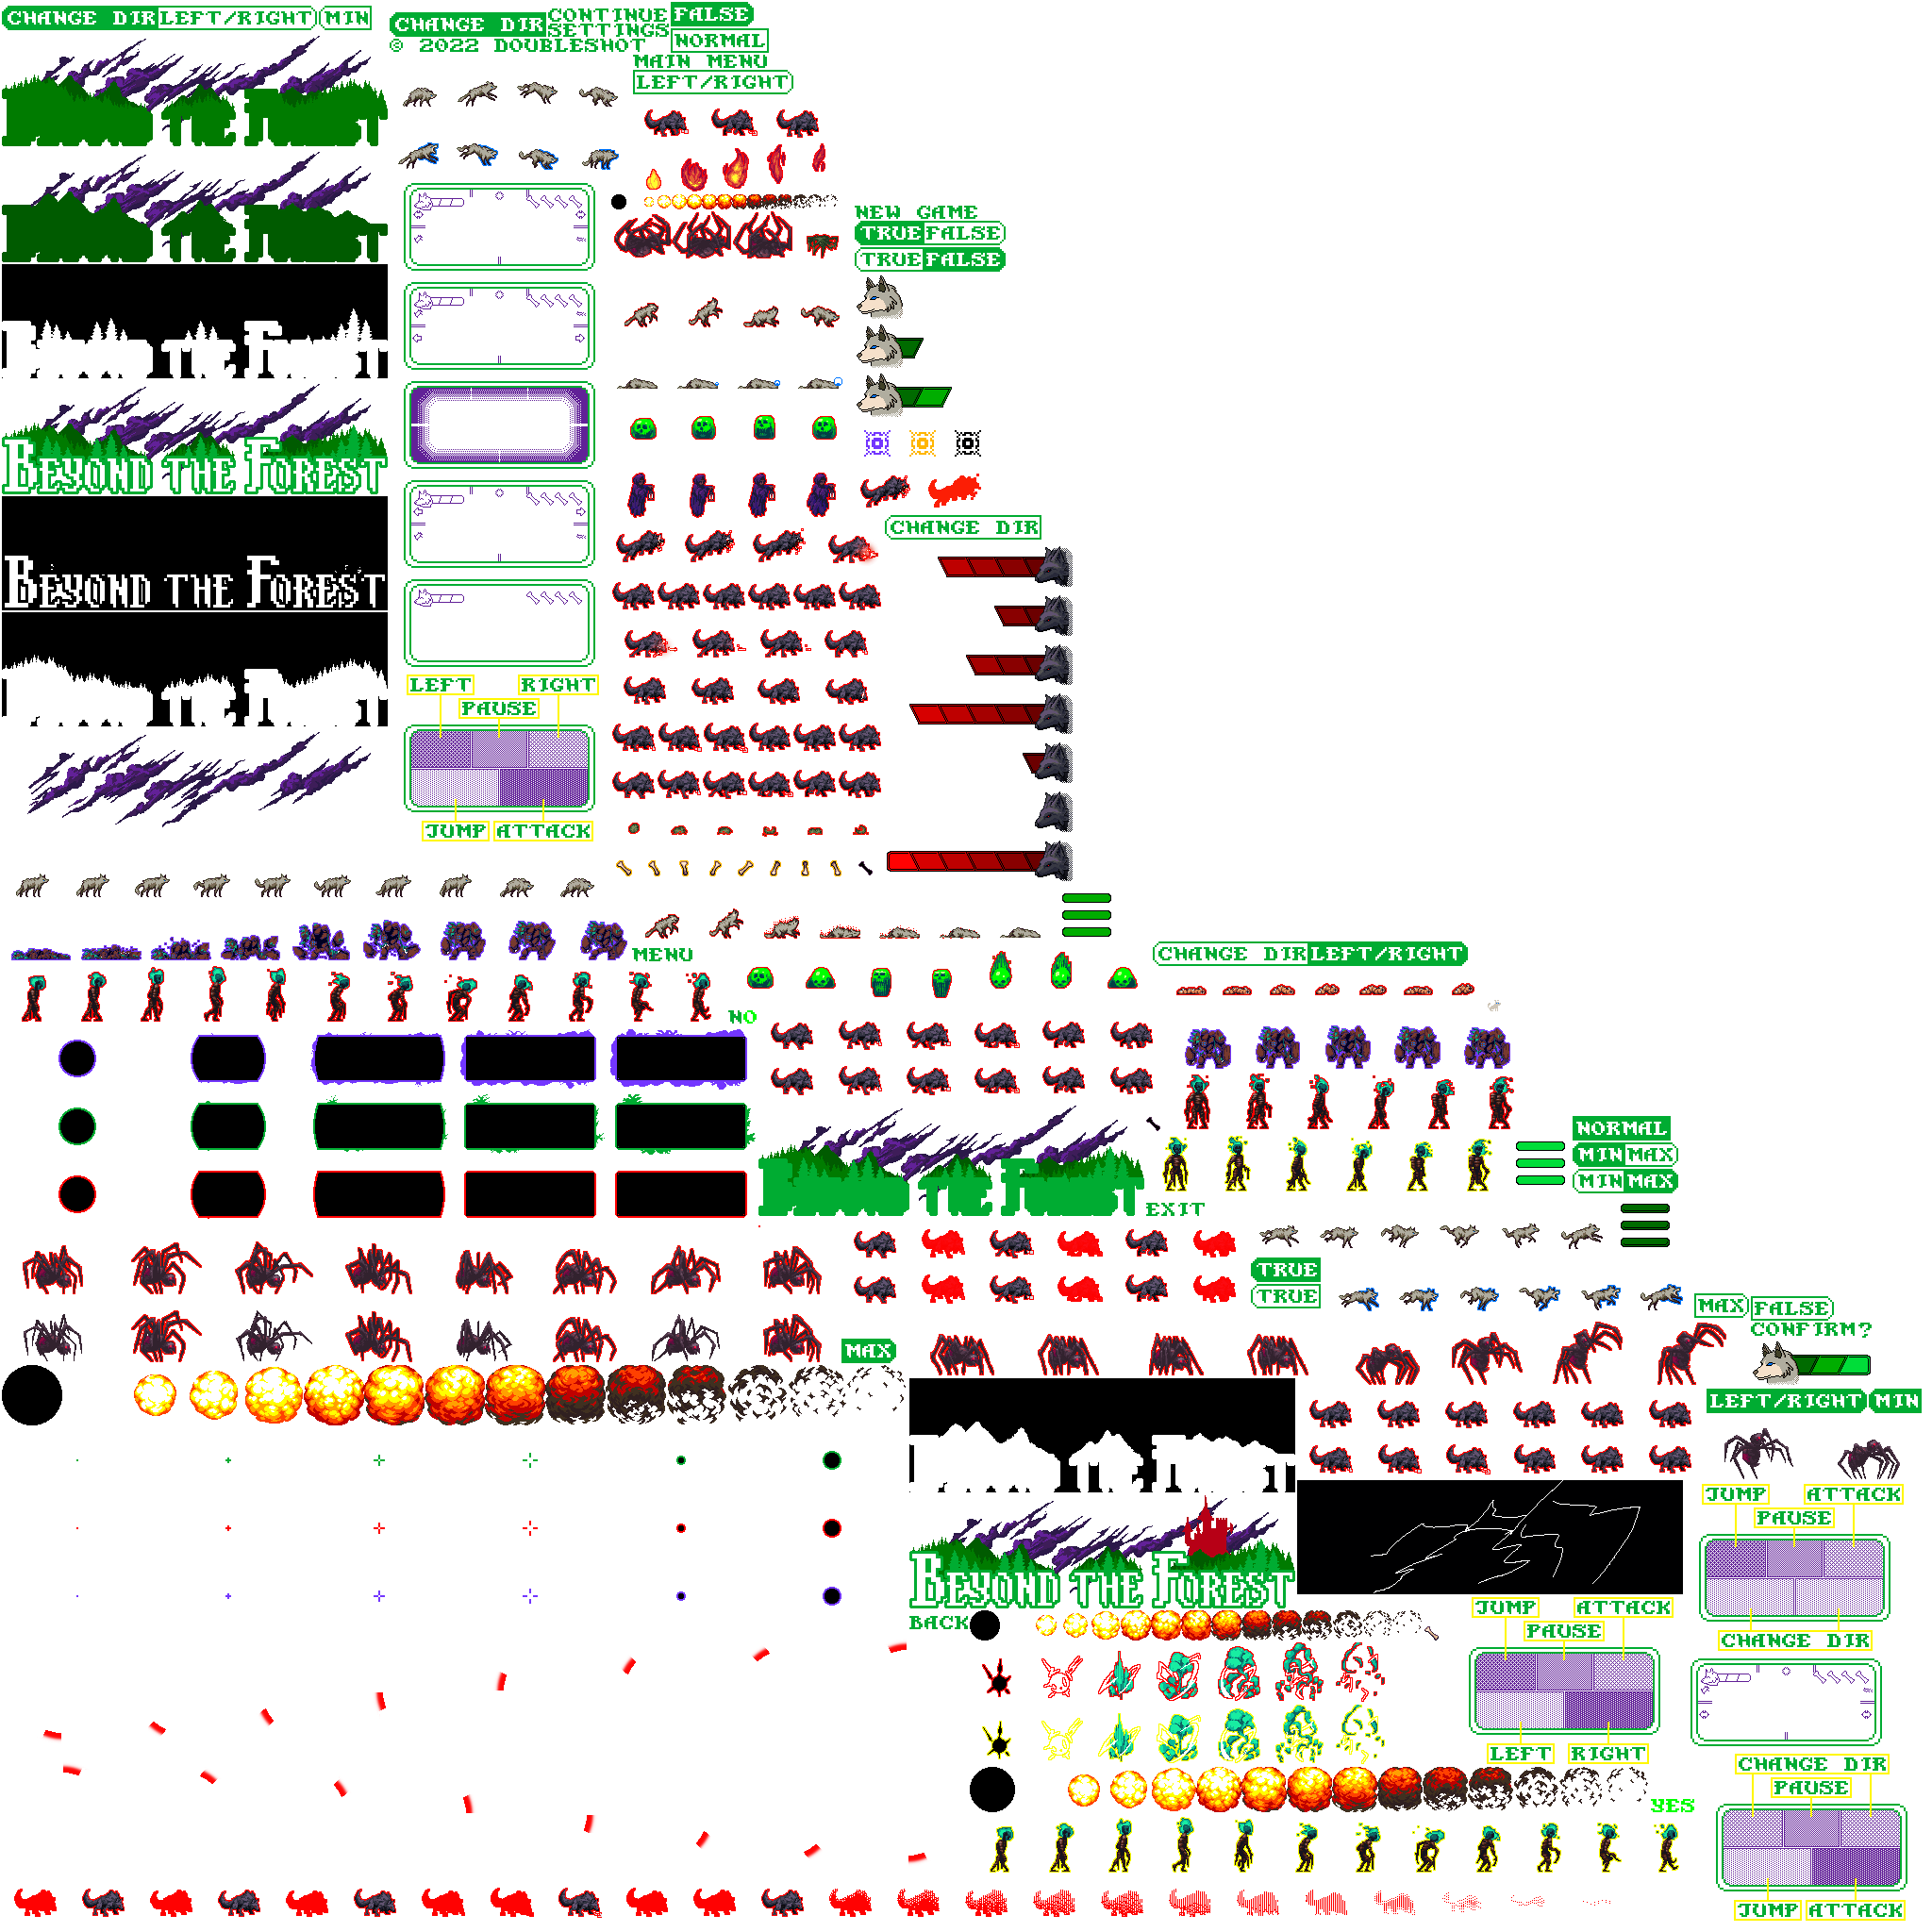 CHANGE DIR LEFT/RIGHT MIN
CHANGE DIR
CONTINUE
FALSE
SETTINGS
© 2022 DOUBLESHOT
NORMAL
MAIN MENU
LEFT/RIGHT
NEW GAME
TRUE FALSE
TRUE FALSE
BEYOND THE FOREST
CHANGE DIR
BEYOND THE FOREST
LEFT
RIGHT
PAUSE
JUMP
ATTACK
MENU
CHANGE DIR LEFT/RIGHT
NO
NORMAL
MIN MAX
MIN MAX
EXIT
TRUE
TRUE
MAX
FALSE
CONFIRM?
MAX
LEFT/RIGHT
MIN
JUMP
ATTACK
PAUSE
BEYOND THE FOREST
BACK
JUMP
ATTACK
PAUSE
CHANGE DIR
LEFT
RIGHT
CHANGE DIR
PAUSE
YES
JUMP
ATTACK